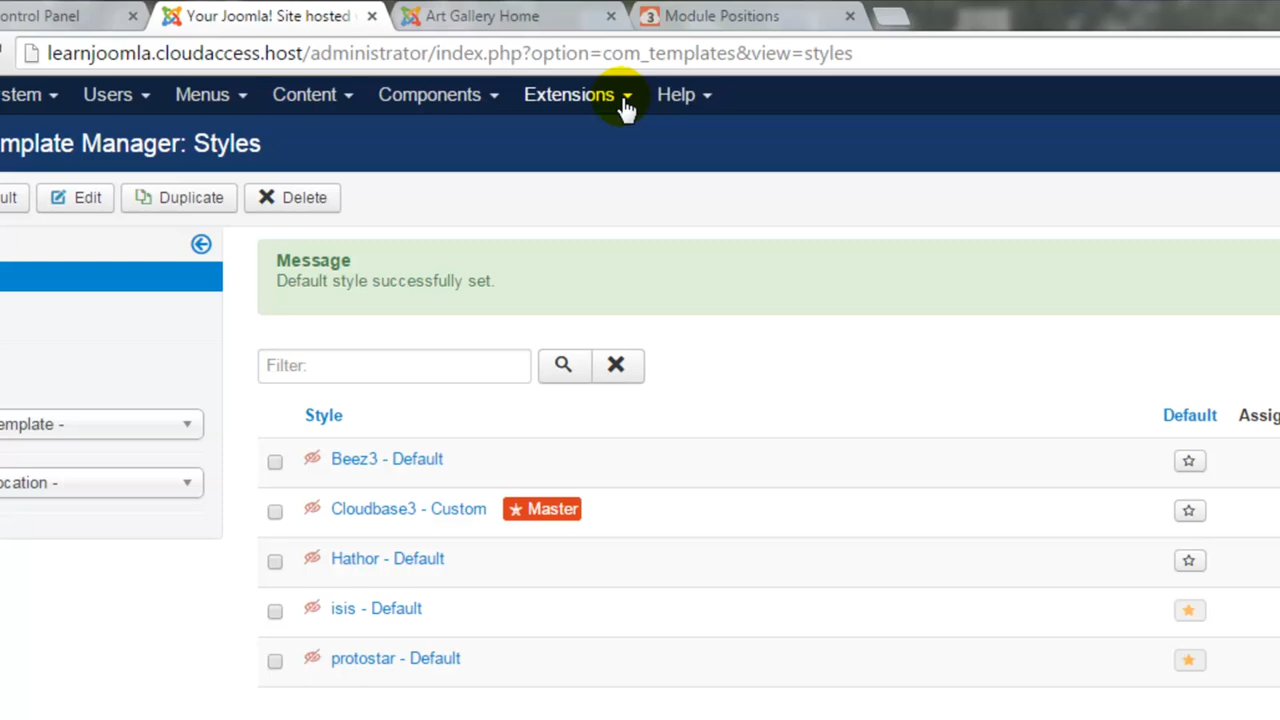 ontrol Panel
Your Joomla! Site hosted
Art Gallery Home
3 Module Positions
learnjoomla.cloudaccess.host/administrator/index.php?option=com_templates&view=styles
stem Users Menus Content Components Extensions Help
mplate Manager: Styles
ult Edit Duplicate Delete
Message
Default style successfully set.
Filter:
Style Default Assig
Beez3 - Default
Cloudbase3 - Custom Master
Hathor - Default
isis - Default
protostar - Default
emplate -
ocation -